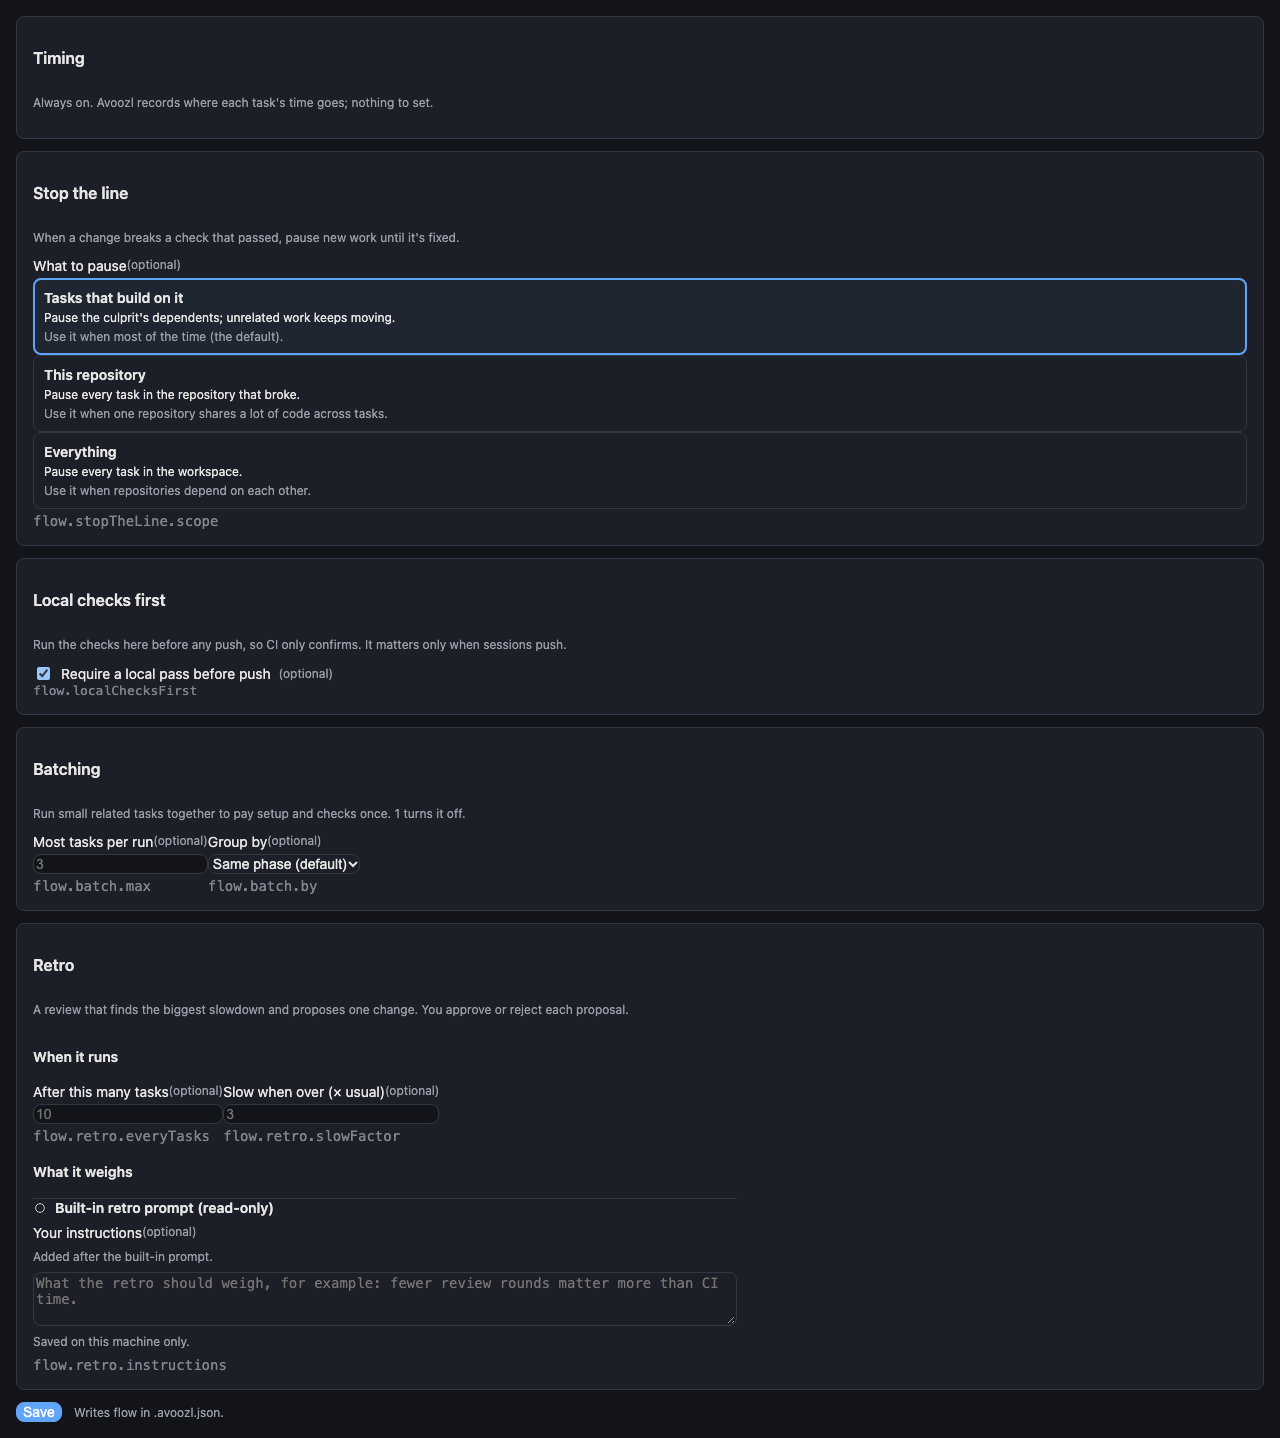 Timing
Always on. Avoozl records where each task's time goes; nothing to set.
Stop the line
When a change breaks a check that passed, pause new work until it's fixed.
What to pause(optional)
Tasks that build on it
Pause the culprit's dependents; unrelated work keeps moving.
Use it when most of the time (the default).
This repository
Pause every task in the repository that broke.
Use it when one repository shares a lot of code across tasks.
Everything
Pause every task in the workspace.
Use it when repositories depend on each other.
flow.stopTheLine.scope
Local checks first
Run the checks here before any push, so CI only confirms. It matters only when sessions push.
Require a local pass before push (optional)
flow.localChecksFirst
Batching
Run small related tasks together to pay setup and checks once. 1 turns it off.
Most tasks per run(optional)Group by(optional)
3 Same phase (default)
flow.batch.max flow.batch.by
Retro
A review that finds the biggest slowdown and proposes one change. You approve or reject each proposal.
When it runs
After this many tasks(optional)Slow when over (× usual)(optional)
10 3
flow.retro.everyTasks flow.retro.slowFactor
What it weighs
Built-in retro prompt (read-only)
Your instructions(optional)
Added after the built-in prompt.
What the retro should weigh, for example: fewer review rounds matter more than CI
time.
Saved on this machine only.
flow.retro.instructions
Save Writes flow in .avoozl.json.